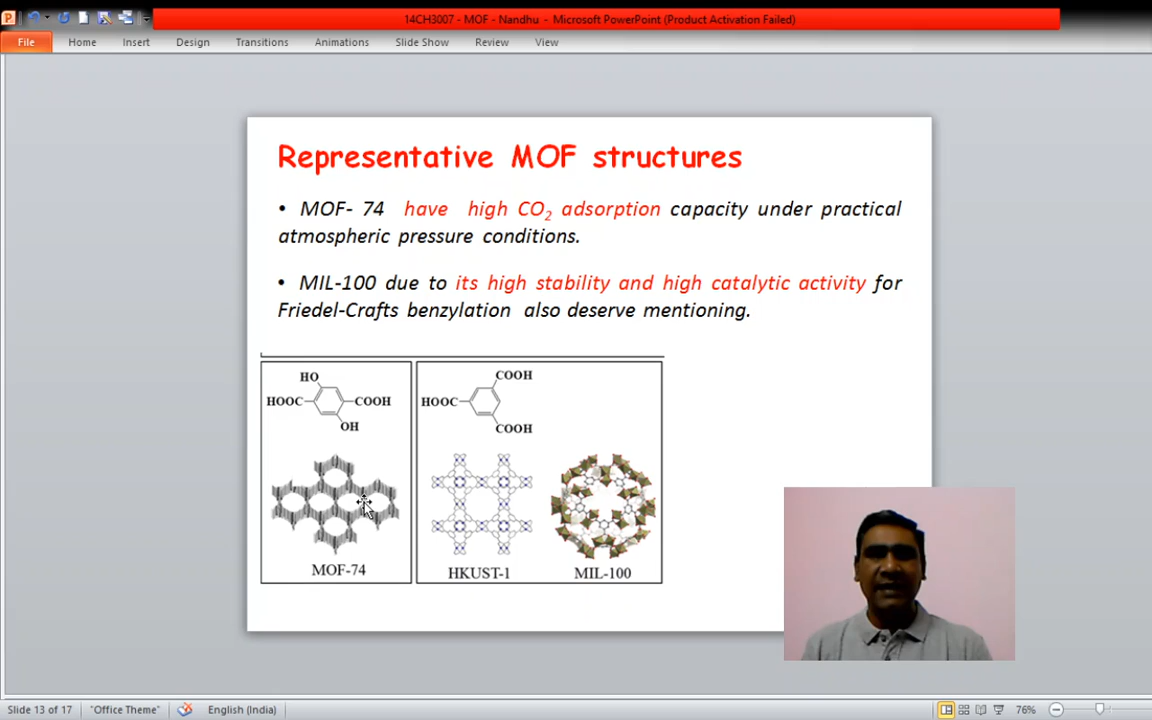 14CH3007 - MOF - Nandhu - Microsoft PowerPoint (Product Activation Failed)
File Home Insert Design Transitions Animations Slide Show Review View
Representative MOF structures
• MOF- 74 have high CO2 adsorption capacity under practical
atmospheric pressure conditions.
• MIL-100 due to its high stability and high catalytic activity for
Friedel-Crafts benzylation also deserve mentioning.
HO
HOOC COOH
OH
MOF-74
COOH
HOOC
COOH
HKUST-1 MIL-100
Slide 13 of 17 "Office Theme" English (India) 76%